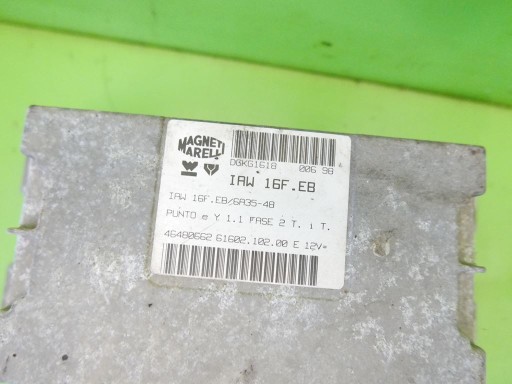 MAGNETI
MARELLI
DGKG1618 006 98
IAW 16F.EB
IAW 16F.EB/6A35-48
PUNTO e Y 1.1 FASE 2 T. i T.
46480662 61602.102.00 E 12V=